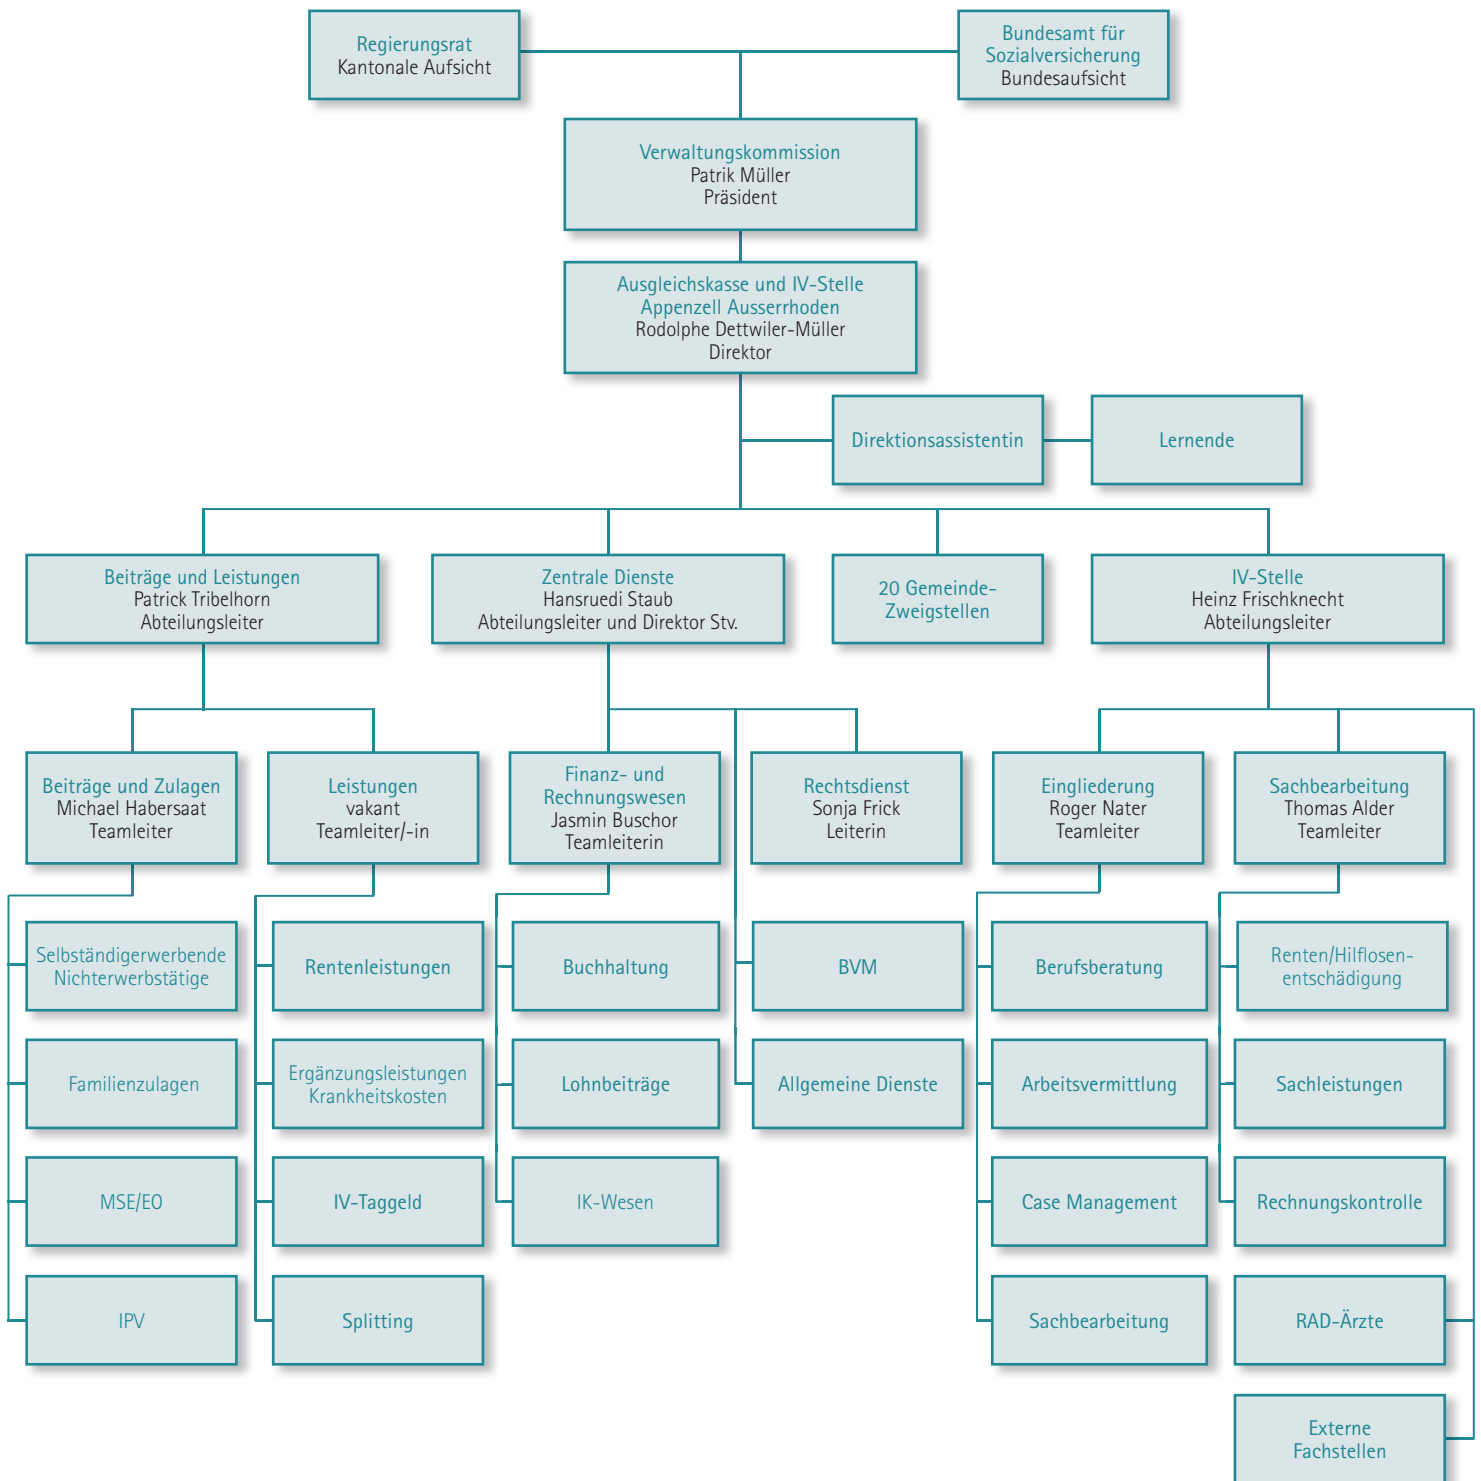 Regierungsrat
Kantonale Aufsicht
Bundesamt für
Sozialversicherung
Bundesaufsicht
Verwaltungskommission
Patrik Müller
Präsident
Ausgleichskasse und IV-Stelle
Appenzell Ausserrhoden
Rodolphe Dettwiler-Müller
Direktor
Direktionsassistentin
Lernende
Beiträge und Leistungen
Patrick Tribelhorn
Abteilungsleiter
Zentrale Dienste
Hansruedi Staub
Abteilungsleiter und Direktor Stv.
20 Gemeinde-
Zweigstellen
IV-Stelle
Heinz Frischknecht
Abteilungsleiter
Beiträge und Zulagen
Michael Habersaat
Teamleiter
Leistungen
vakant
Teamleiter/-in
Finanz- und
Rechnungswesen
Jasmin Buschor
Teamleiterin
Rechtsdienst
Sonja Frick
Leiterin
Eingliederung
Roger Nater
Teamleiter
Sachbearbeitung
Thomas Alder
Teamleiter
Selbständigerwerbende
Nichterwerbstätige
Rentenleistungen
Buchhaltung
BVM
Berufsberatung
Renten/Hilflosen-
entschädigung
Familienzulagen
Ergänzungsleistungen
Krankheitskosten
Lohnbeiträge
Allgemeine Dienste
Arbeitsvermittlung
Sachleistungen
MSE/EO
IV-Taggeld
IK-Wesen
Case Management
Rechnungskontrolle
IPV
Splitting
Sachbearbeitung
RAD-Ärzte
Externe
Fachstellen